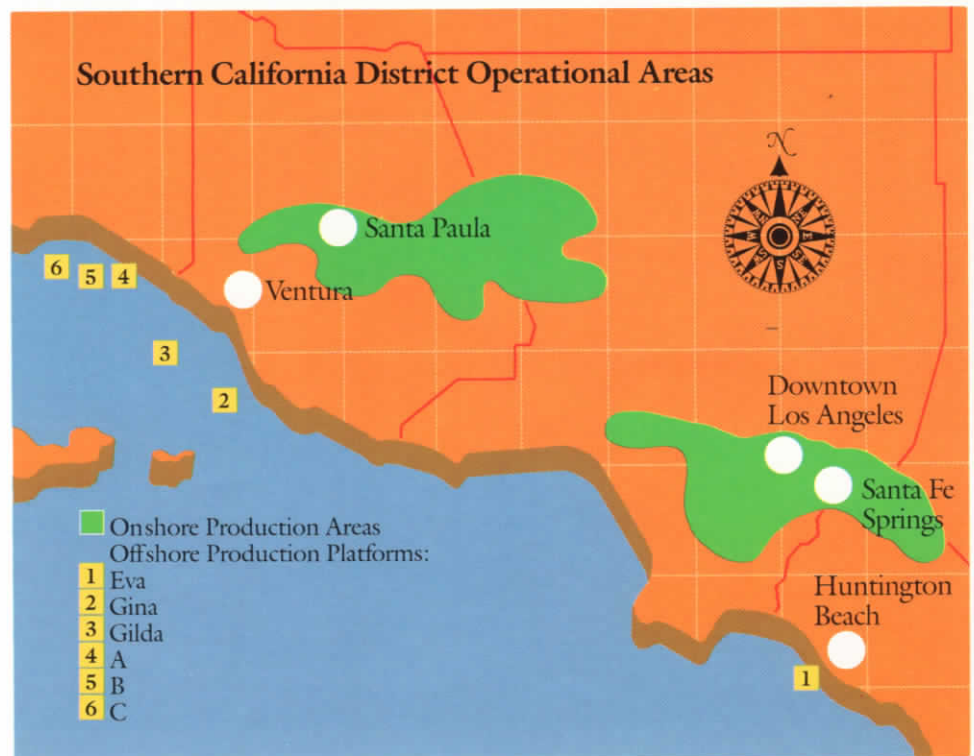 Southern California District Operational Areas
N
Santa Paula
Ventura
6
5
4
3
2
Downtown
Los Angeles
Santa Fe
Springs
Huntington
Beach
1
Onshore Production Areas
Offshore Production Platforms:
1 Eva
2 Gina
3 Gilda
4 A
5 B
6 C